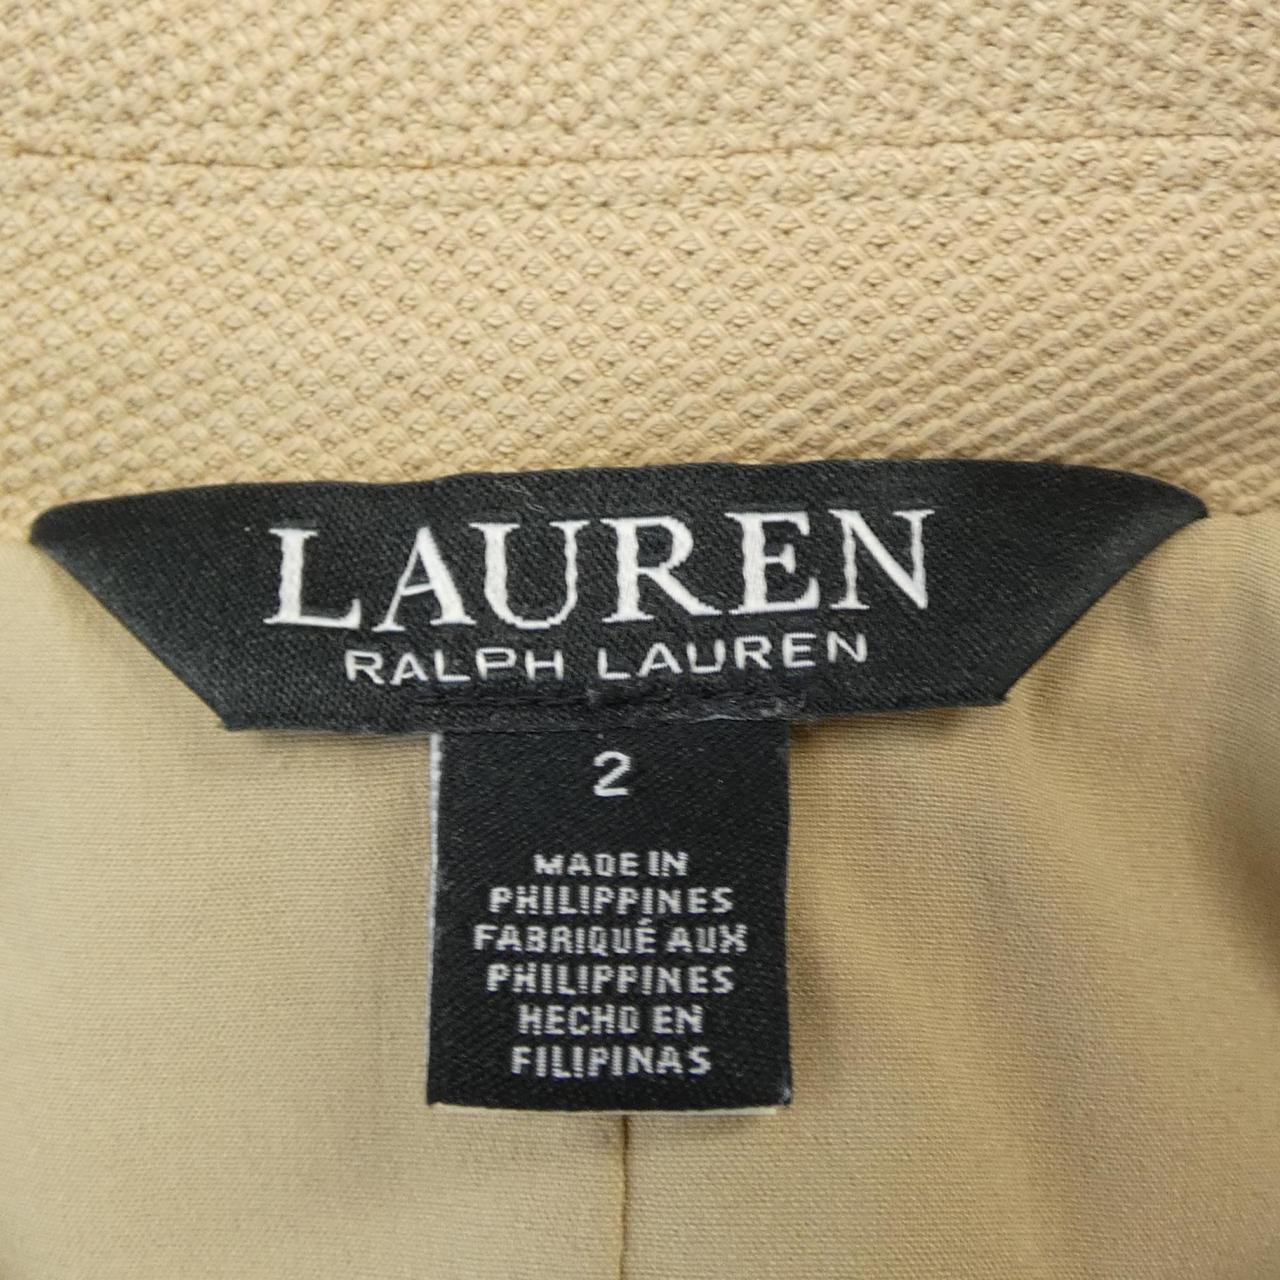 LAUREN
RALPH LAUREN
2
MADE IN
PHILIPPINES
FABRIQUÉ AUX
PHILIPPINES
HECHO EN
FILIPINAS